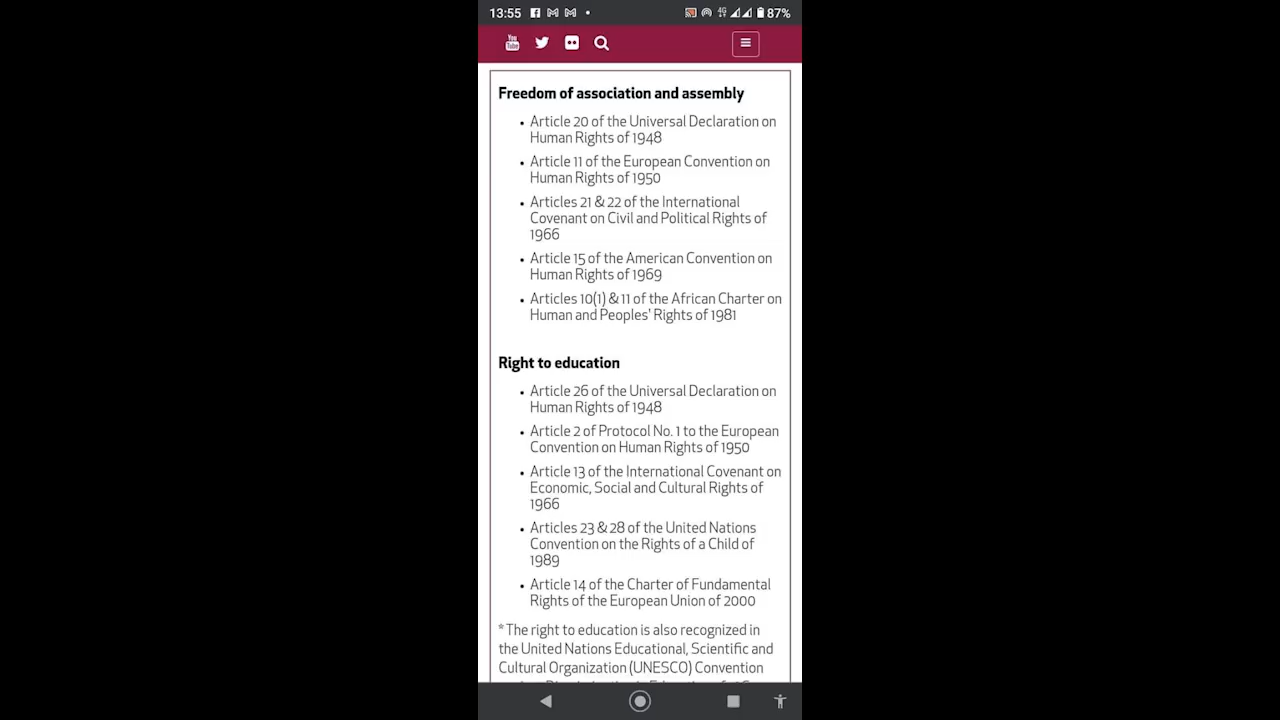 13:55
4G
87%
You
Tube
Freedom of association and assembly
• Article 20 of the Universal Declaration on
Human Rights of 1948
• Article 11 of the European Convention on
Human Rights of 1950
• Articles 21 & 22 of the International
Covenant on Civil and Political Rights of
1966
• Article 15 of the American Convention on
Human Rights of 1969
• Articles 10(1) & 11 of the African Charter on
Human and Peoples' Rights of 1981
Right to education
• Article 26 of the Universal Declaration on
Human Rights of 1948
• Article 2 of Protocol No. 1 to the European
Convention on Human Rights of 1950
• Article 13 of the International Covenant on
Economic, Social and Cultural Rights of
1966
• Articles 23 & 28 of the United Nations
Convention on the Rights of a Child of
1989
• Article 14 of the Charter of Fundamental
Rights of the European Union of 2000
* The right to education is also recognized in
the United Nations Educational, Scientific and
Cultural Organization (UNESCO) Convention